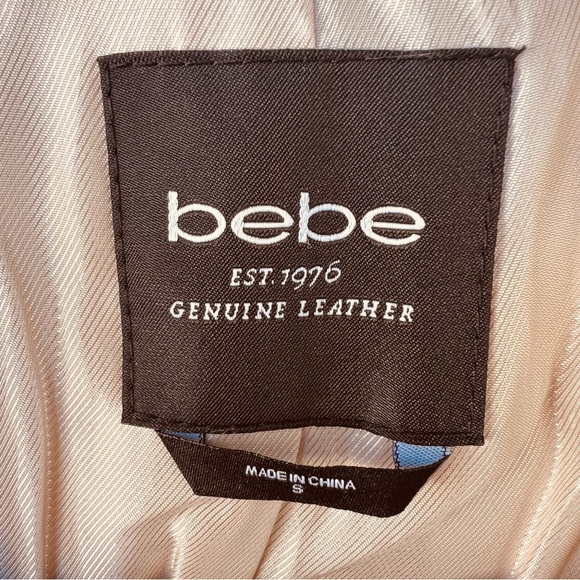 bebe
EST. 1976
GENUINE LEATHER
MADE IN CHINA
S